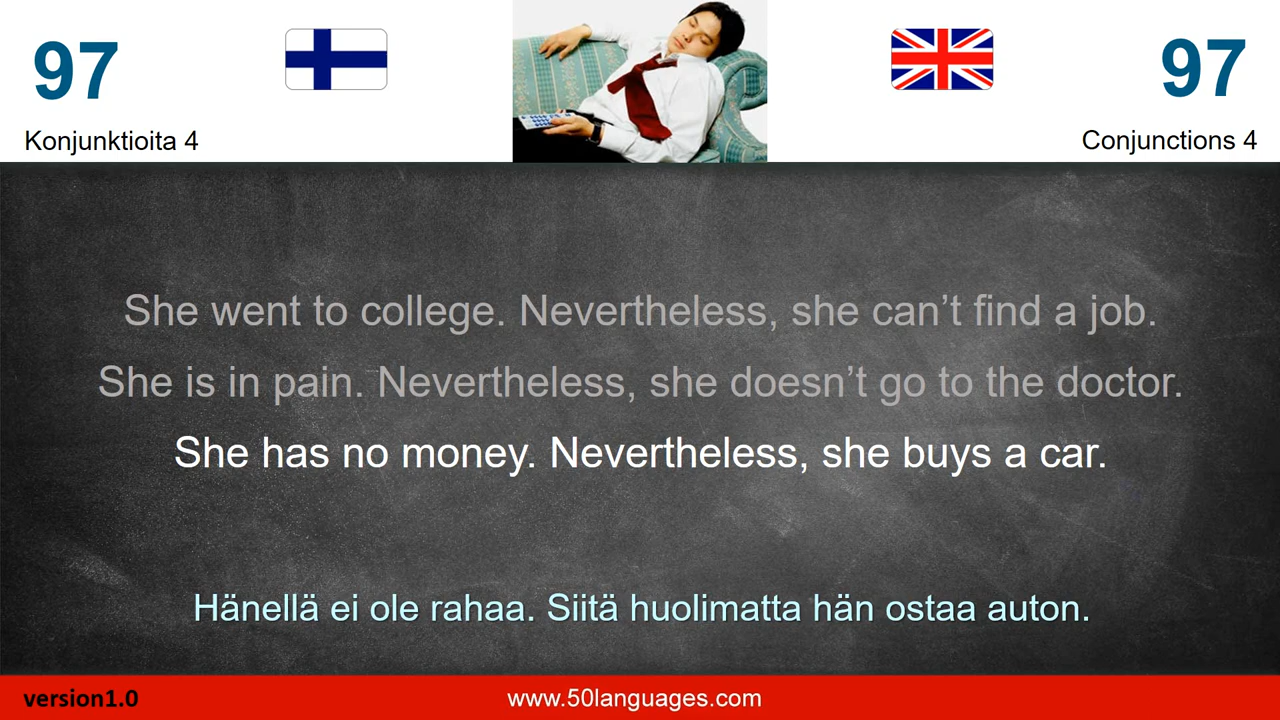 97
97
Konjunktioita 4
Conjunctions 4
She went to college. Nevertheless, she can’t find a job.
She is in pain. Nevertheless, she doesn’t go to the doctor.
She has no money. Nevertheless, she buys a car.
Hänellä ei ole rahaa. Siitä huolimatta hän ostaa auton.
version1.0
www.50languages.com